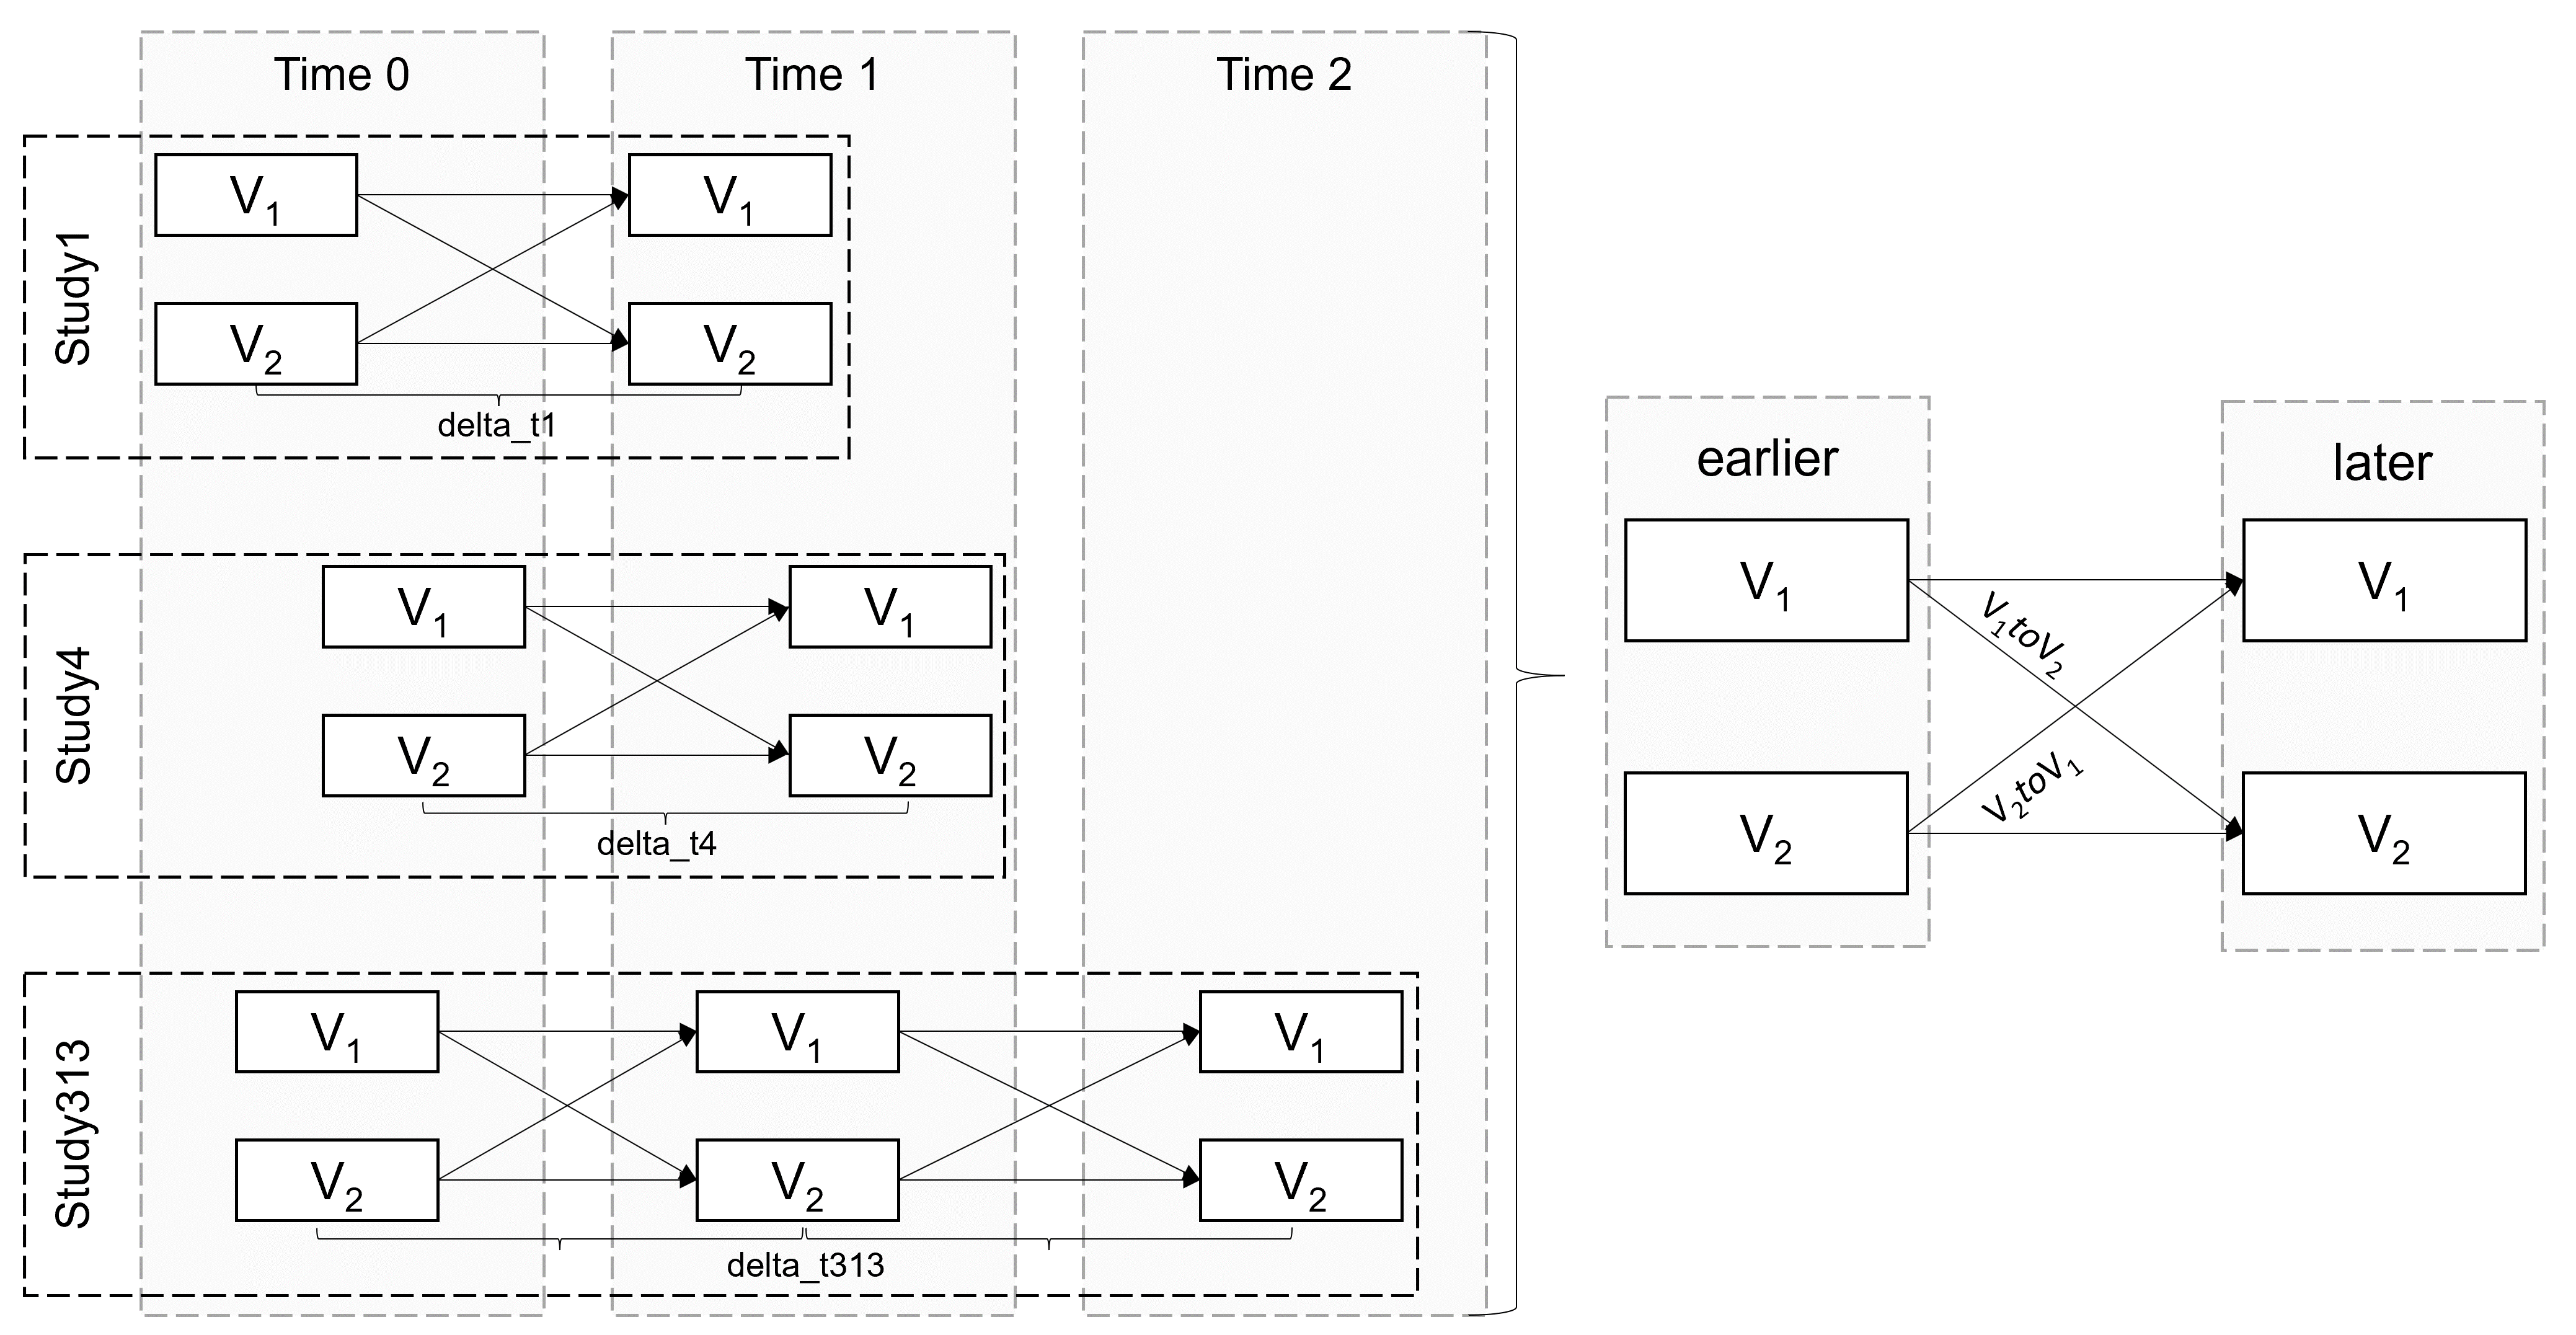 Time 0
Time 1
Time 2
Study1
V₁
V₁
V₂
V₂
delta_t1
Study4
V₁
V₁
V₂
V₂
delta_t4
Study313
V₁
V₁
V₁
V₂
V₂
V₂
delta_t313
earlier
later
V₁
V₁
V₁toV₂
V₂toV₁
V₂
V₂